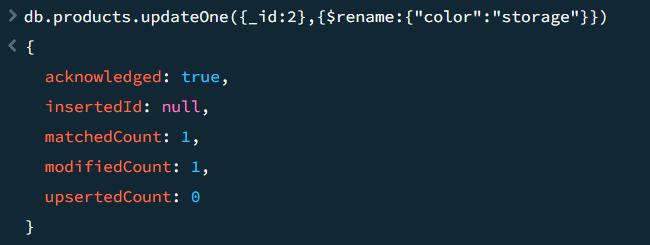 > db.products.updateOne({_id:2},{$rename:{"color":"storage"}})
< {
acknowledged: true,
insertedId: null,
matchedCount: 1,
modifiedCount: 1,
upsertedCount: 0
}